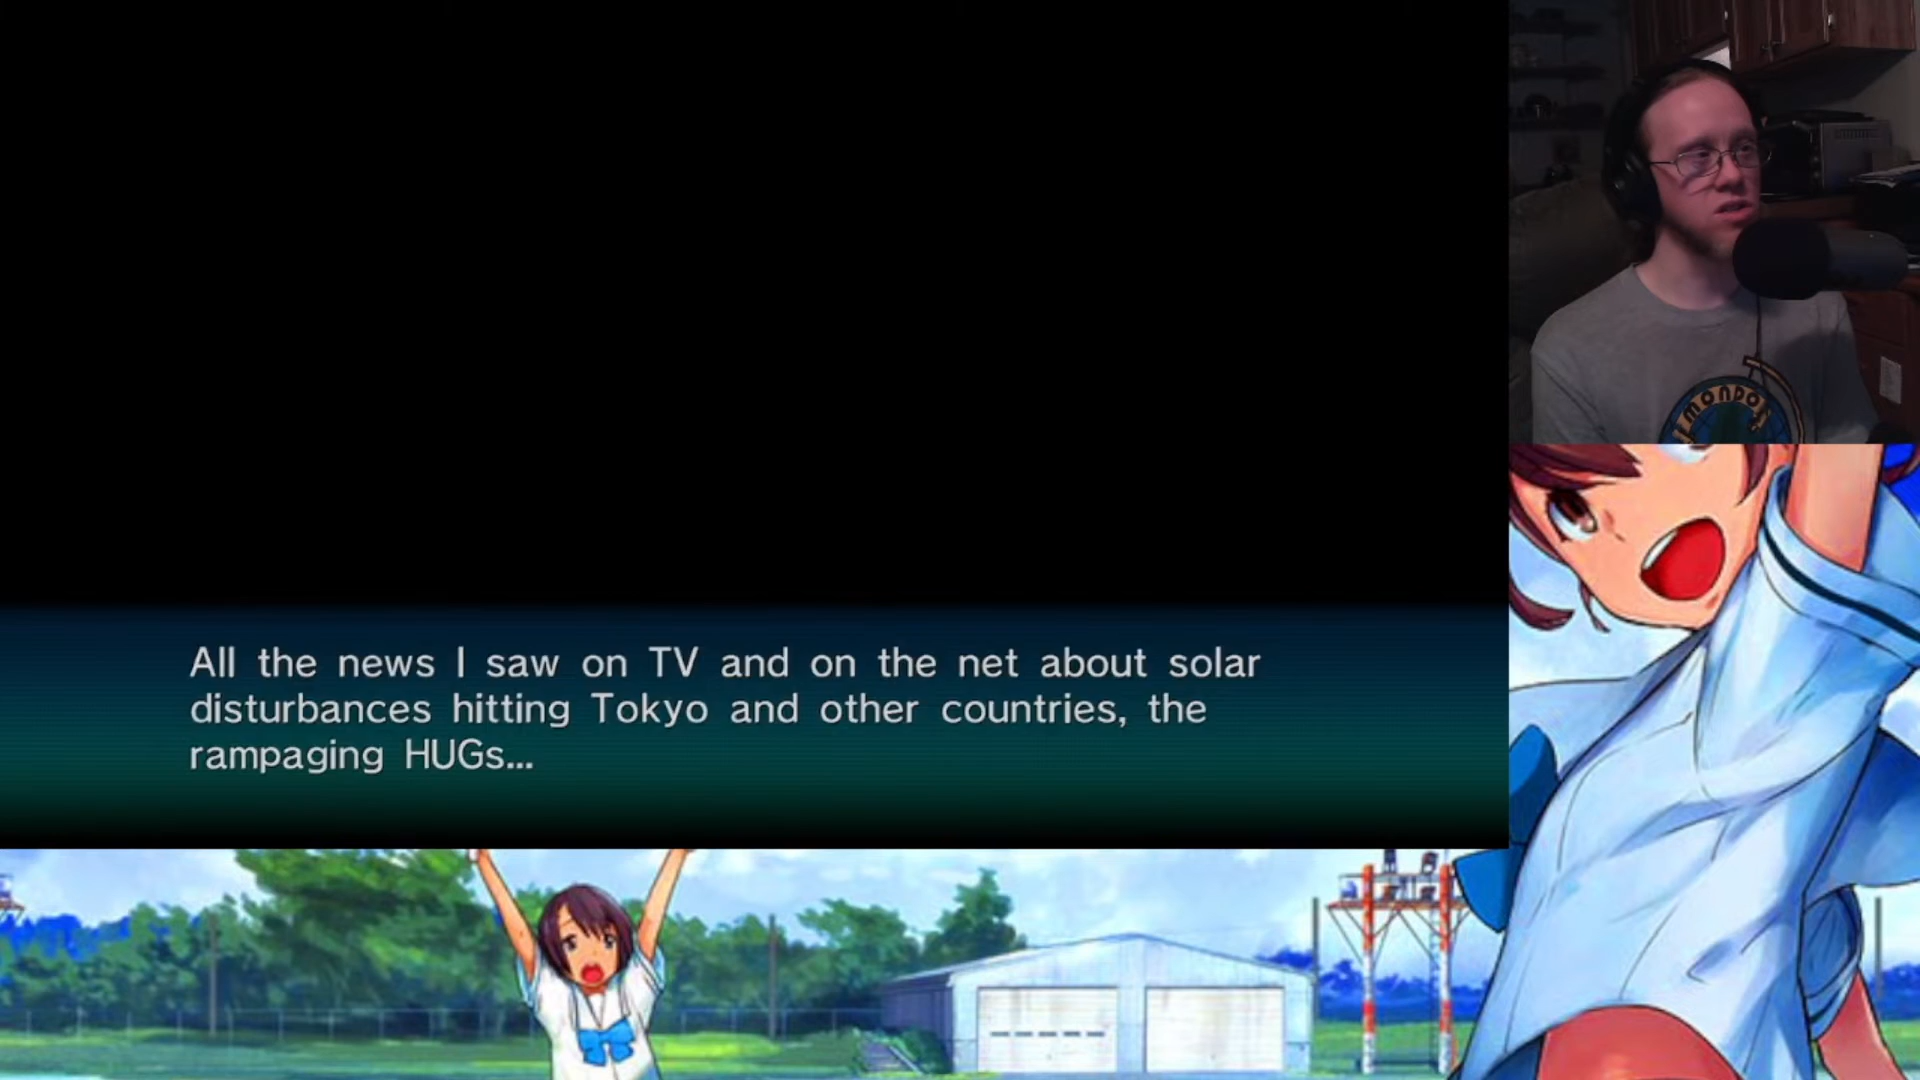 All the news I saw on TV and on the net about solar
disturbances hitting Tokyo and other countries, the
rampaging HUGs...